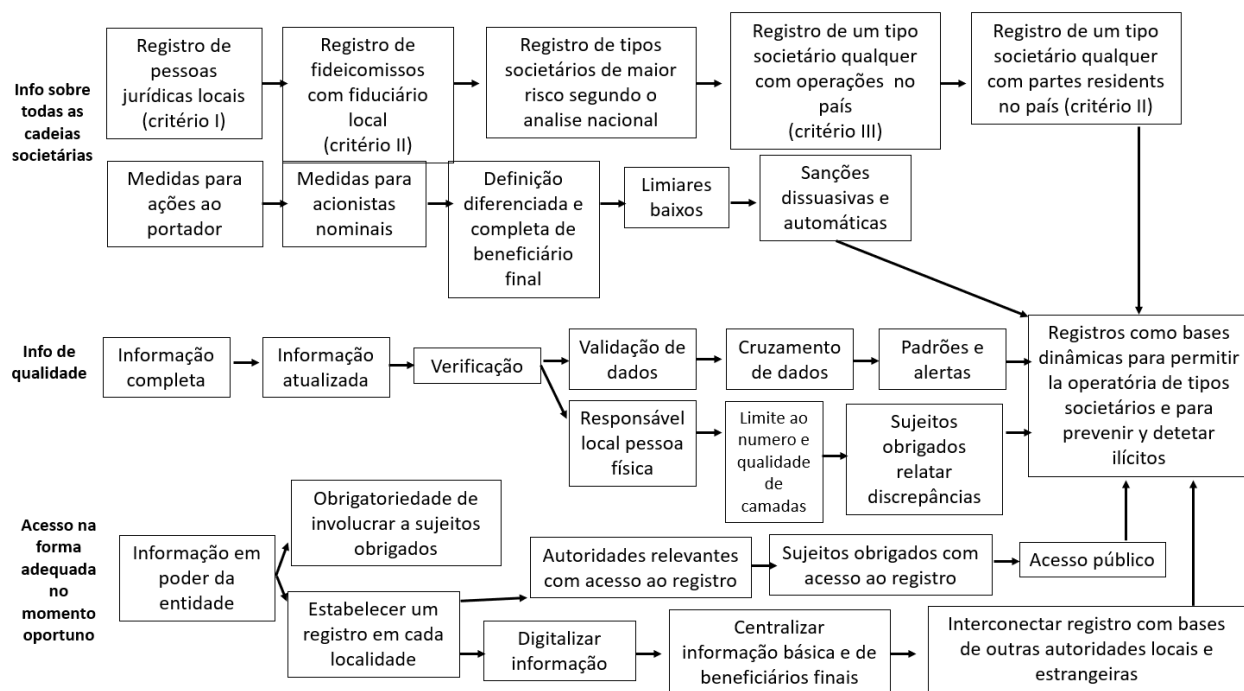 Info sobre
todas as
cadeias
societárias
Registro de
pessoas
jurídicas locais
(critério I)
Registro de
fideicomissos
com fiduciário
local
(critério II)
Registro de tipos
societários de maior
risco segundo o
analise nacional
Registro de um tipo
societário qualquer
com operações no
país
(critério III)
Registro de um tipo
societário qualquer
com partes residents
no país (critério II)
Medidas para
ações ao
portador
Medidas para
acionistas
nominais
Definição
diferenciada e
completa de
beneficiário
final
Limiares
baixos
Sanções
dissuasivas e
automáticas
Info de
qualidade
Informação
completa
Informação
atualizada
Verificação
Validação de
dados
Cruzamento
de dados
Padrões e
alertas
Responsável
local pessoa
física
Limite ao
numero e
qualidade
de
camadas
Sujeitos
obrigados
relatar
discrepâncias
Registros como bases
dinâmicas para permitir
la operatória de tipos
societários e para
prevenir y detetar
ilícitos
Acesso na
forma
adequada
no
momento
oportuno
Informação em
poder da
entidade
Obrigatoriedade de
involucrar a sujeitos
obrigados
Estabelecer um
registro em cada
localidade
Autoridades relevantes
com acesso ao registro
Sujeitos obrigados com
acesso ao registro
Acesso público
Digitalizar
informação
Centralizar
informação básica e de
beneficiários finais
Interconectar registro com bases
de outras autoridades locais e
estrangeiras